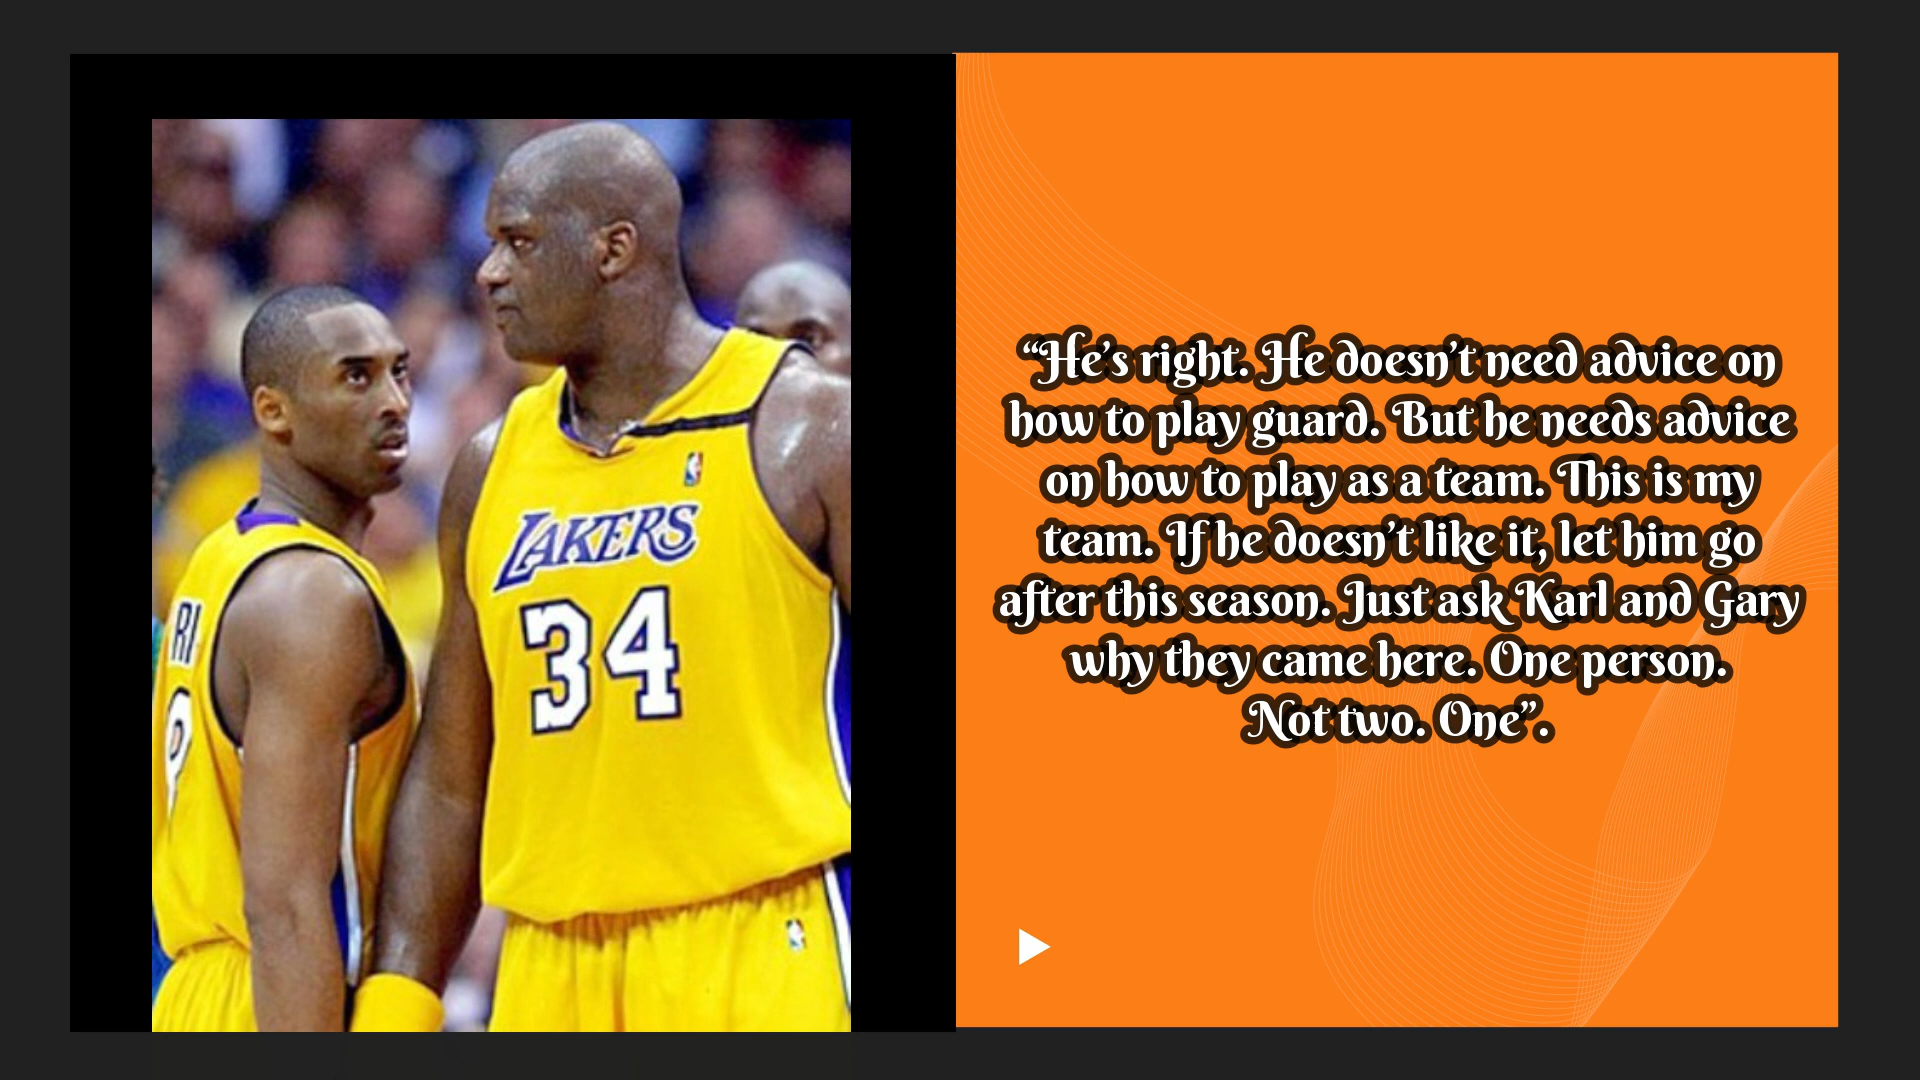 RI
LAKERS
34
“He’s right. He doesn’t need advice on
how to play guard. But he needs advice
on how to play as a team. This is my
team. If he doesn’t like it, let him go
after this season. Just ask Karl and Gary
why they came here. One person.
Not two. One”.